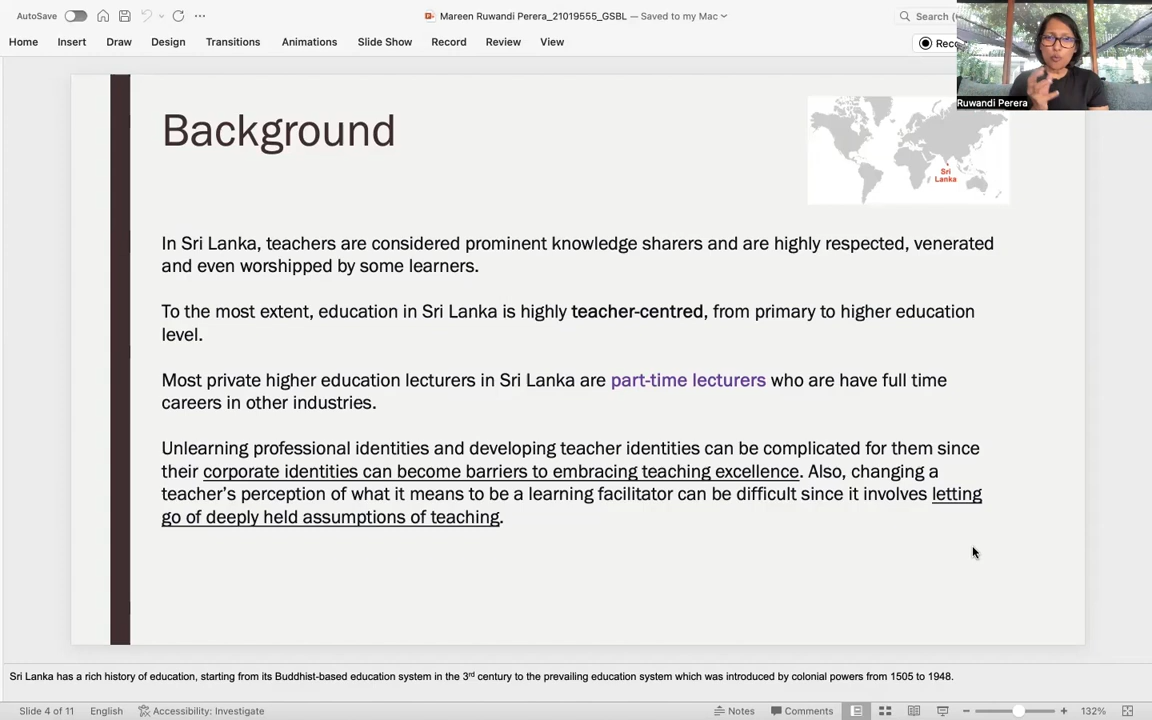 AutoSave
Mareen Ruwandi Perera_21019555_GSBL — Saved to my Mac
Search (
Home Insert Draw Design Transitions Animations Slide Show Record Review View
Reco
Ruwandi Perera
Background
Sri
Lanka
In Sri Lanka, teachers are considered prominent knowledge sharers and are highly respected, venerated
and even worshipped by some learners.
To the most extent, education in Sri Lanka is highly teacher-centred, from primary to higher education
level.
Most private higher education lecturers in Sri Lanka are part-time lecturers who are have full time
careers in other industries.
Unlearning professional identities and developing teacher identities can be complicated for them since
their corporate identities can become barriers to embracing teaching excellence. Also, changing a
teacher's perception of what it means to be a learning facilitator can be difficult since it involves letting
go of deeply held assumptions of teaching.
Sri Lanka has a rich history of education, starting from its Buddhist-based education system in the 3rd century to the prevailing education system which was introduced by colonial powers from 1505 to 1948.
Slide 4 of 11 English Accessibility: Investigate Notes Comments 132%